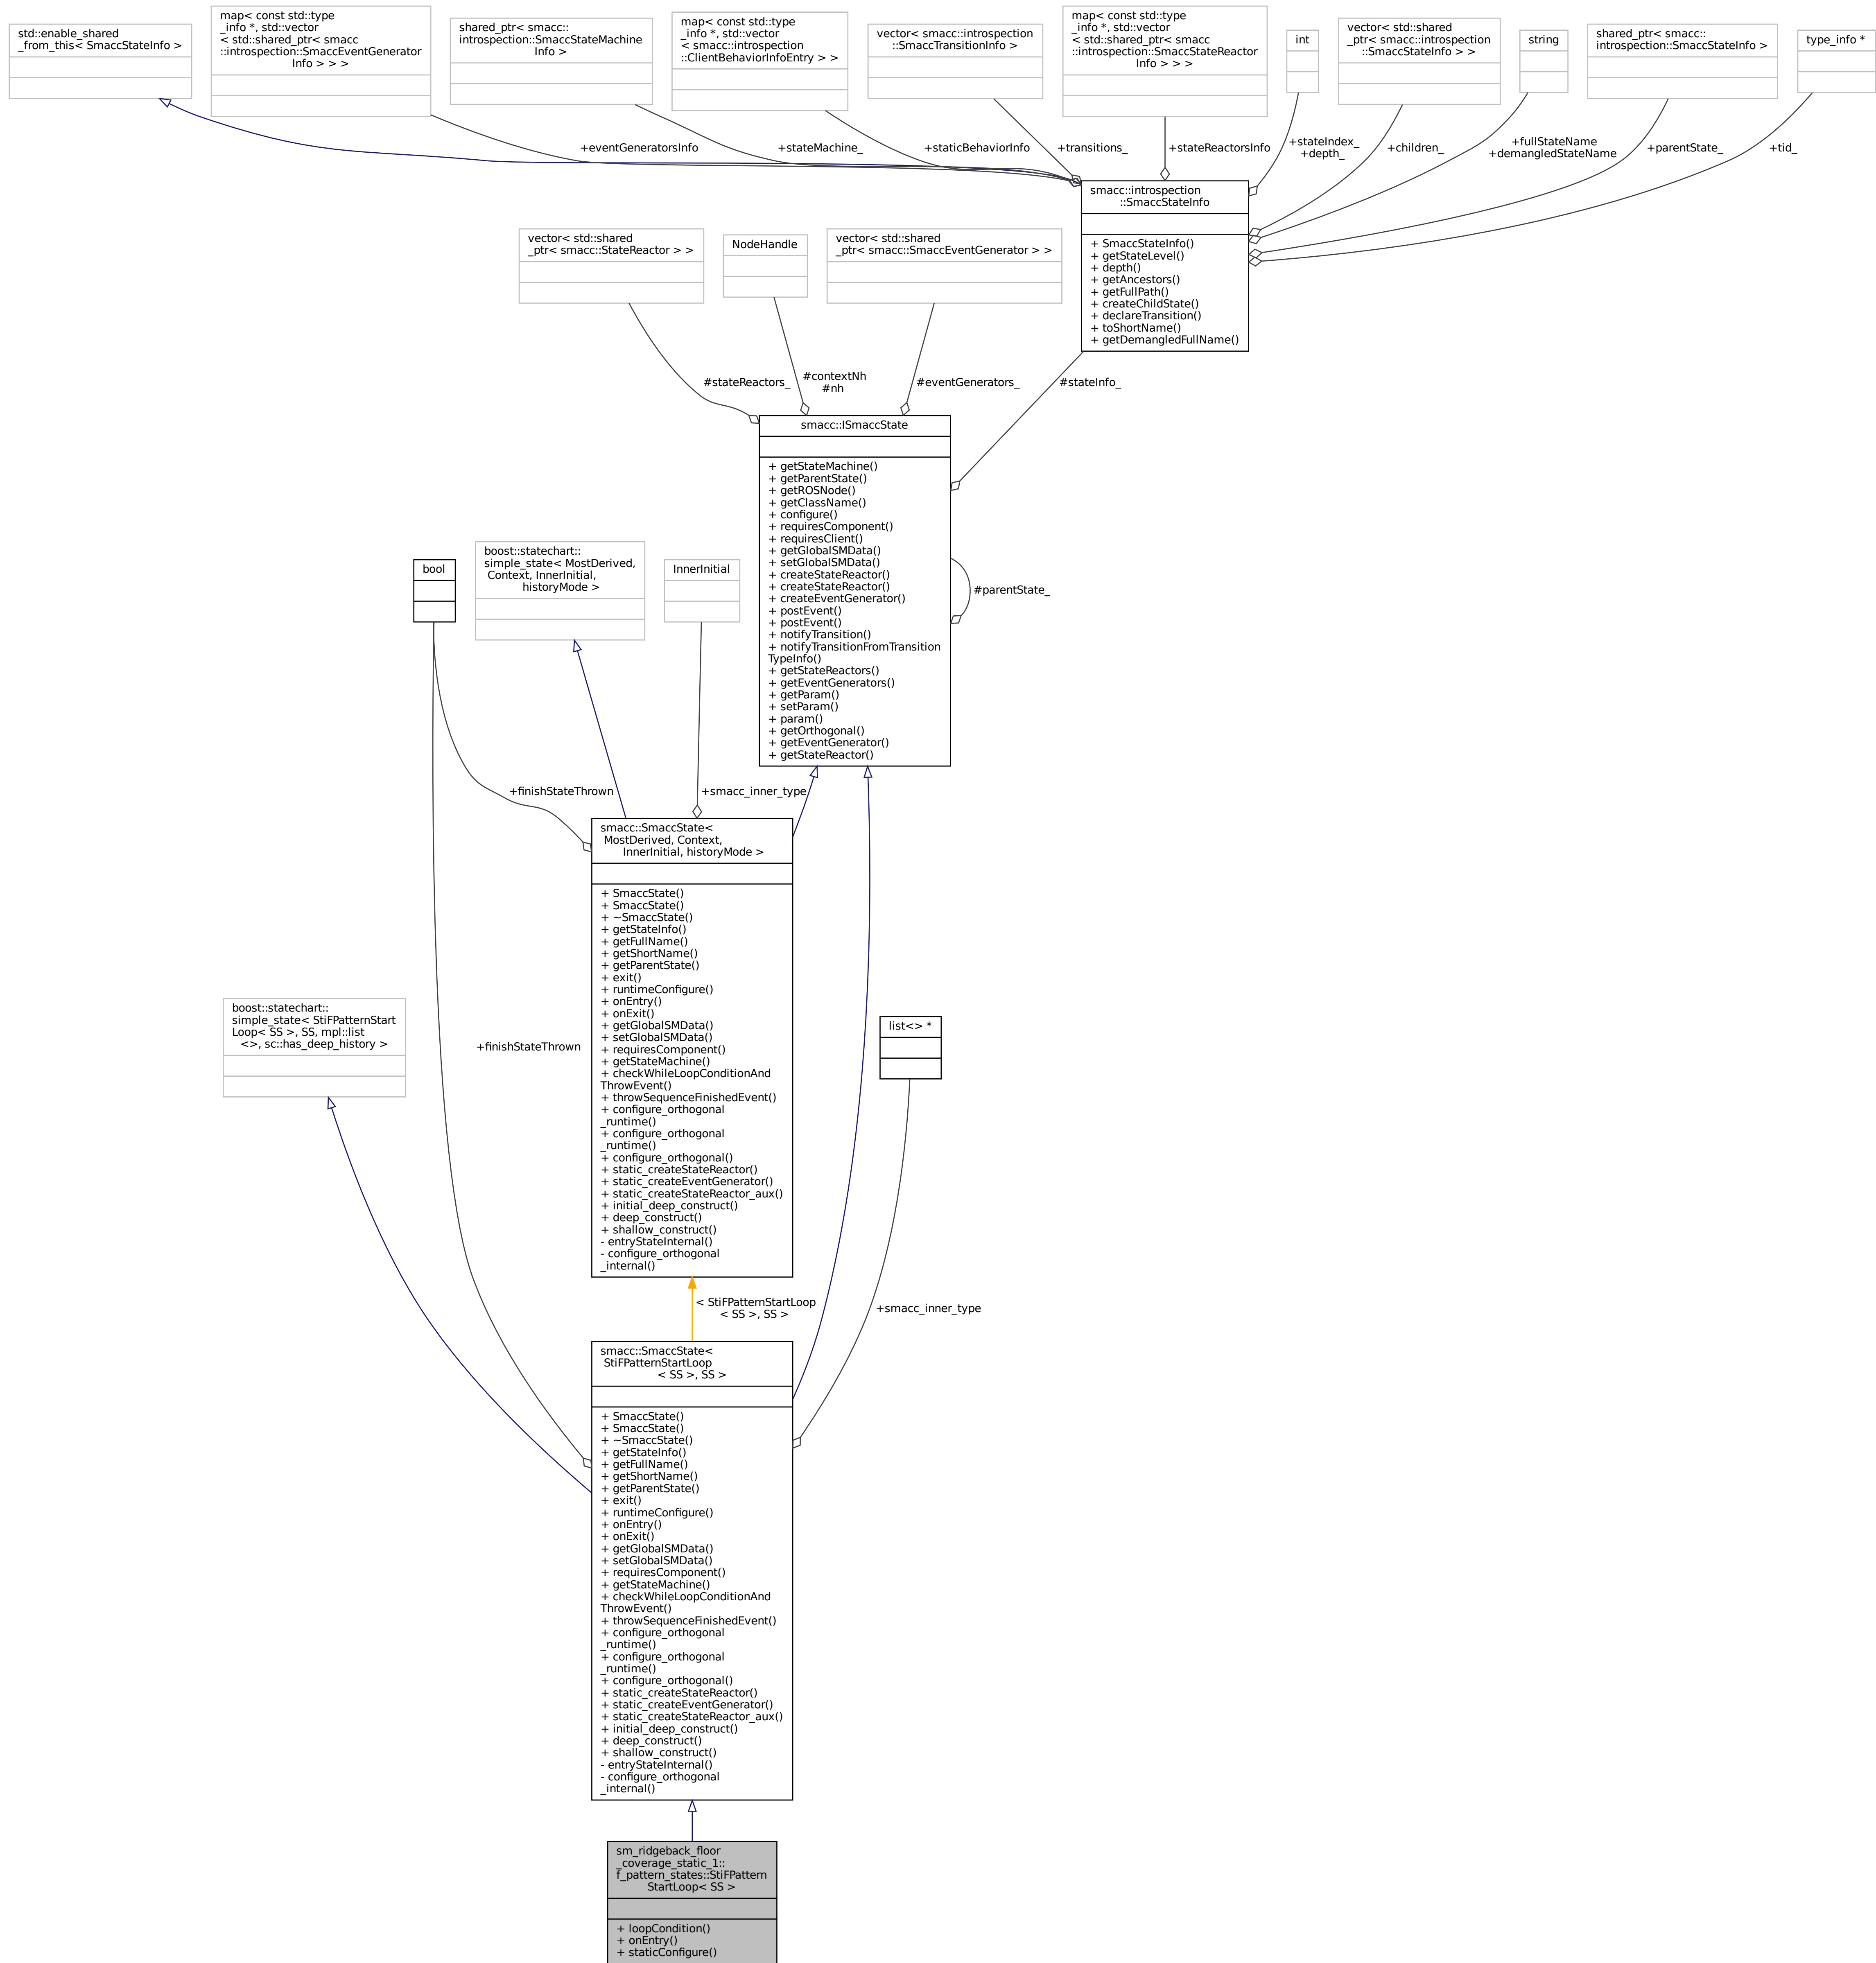 std::enable_shared
_from_this< SmaccStateInfo >
map< const std::type
_info *, std::vector
< std::shared_ptr< smacc
::introspection::SmaccEventGenerator
Info > > >
shared_ptr< smacc::
introspection::SmaccStateMachine
Info >
map< const std::type
_info *, std::vector
< smacc::introspection
::ClientBehaviorInfoEntry > >
vector< smacc::introspection
::SmaccTransitionInfo >
map< const std::type
_info *, std::vector
< std::shared_ptr< smacc
::introspection::SmaccStateReactor
Info > > >
int
vector< std::shared
_ptr< smacc::introspection
::SmaccStateInfo > >
string
shared_ptr< smacc::
introspection::SmaccStateInfo >
type_info *
+eventGeneratorsInfo
+stateMachine_
+staticBehaviorInfo
+transitions_
+stateReactorsInfo
+stateIndex_
+depth_
+children_
+fullStateName
+demangledStateName
+parentState_
+tid_
smacc::introspection
::SmaccStateInfo
+ SmaccStateInfo()
+ getStateLevel()
+ depth()
+ getAncestors()
+ getFullPath()
+ createChildState()
+ declareTransition()
+ toShortName()
+ getDemangledFullName()
vector< std::shared
_ptr< smacc::StateReactor > >
NodeHandle
vector< std::shared
_ptr< smacc::SmaccEventGenerator > >
#stateReactors_
#contextNh
#nh
#eventGenerators_
#stateInfo_
smacc::ISmaccState
+ getStateMachine()
+ getParentState()
+ getROSNode()
+ getClassName()
+ configure()
+ requiresComponent()
+ requiresClient()
+ getGlobalSMData()
+ setGlobalSMData()
+ createStateReactor()
+ createStateReactor()
+ createEventGenerator()
+ postEvent()
+ postEvent()
+ notifyTransition()
+ notifyTransitionFromTransition
TypeInfo()
+ getStateReactors()
+ getEventGenerators()
+ getParam()
+ setParam()
+ param()
+ getOrthogonal()
+ getEventGenerator()
+ getStateReactor()
#parentState_
bool
boost::statechart::
simple_state< MostDerived,
Context, InnerInitial,
historyMode >
InnerInitial
+finishStateThrown
+smacc_inner_type
smacc::SmaccState<
MostDerived, Context,
InnerInitial, historyMode >
+ SmaccState()
+ SmaccState()
+ ~SmaccState()
+ getStateInfo()
+ getFullName()
+ getShortName()
+ getParentState()
+ exit()
+ runtimeConfigure()
+ onEntry()
+ onExit()
+ getGlobalSMData()
+ setGlobalSMData()
+ requiresComponent()
+ getStateMachine()
+ checkWhileLoopConditionAnd
ThrowEvent()
+ throwSequenceFinishedEvent()
+ configure_orthogonal
_runtime()
+ configure_orthogonal
_runtime()
+ configure_orthogonal()
+ static_createStateReactor()
+ static_createEventGenerator()
+ static_createStateReactor_aux()
+ initial_deep_construct()
+ deep_construct()
+ shallow_construct()
- entryStateInternal()
- configure_orthogonal
_internal()
boost::statechart::
simple_state< StiFPatternStart
Loop< SS >, SS, mpl::list
<>, sc::has_deep_history >
+finishStateThrown
list<> *
< StiFPatternStartLoop
< SS >, SS >
+smacc_inner_type
smacc::SmaccState<
StiFPatternStartLoop
< SS >, SS >
+ SmaccState()
+ SmaccState()
+ ~SmaccState()
+ getStateInfo()
+ getFullName()
+ getShortName()
+ getParentState()
+ exit()
+ runtimeConfigure()
+ onEntry()
+ onExit()
+ getGlobalSMData()
+ setGlobalSMData()
+ requiresComponent()
+ getStateMachine()
+ checkWhileLoopConditionAnd
ThrowEvent()
+ throwSequenceFinishedEvent()
+ configure_orthogonal
_runtime()
+ configure_orthogonal
_runtime()
+ configure_orthogonal()
+ static_createStateReactor()
+ static_createEventGenerator()
+ static_createStateReactor_aux()
+ initial_deep_construct()
+ deep_construct()
+ shallow_construct()
- entryStateInternal()
- configure_orthogonal
_internal()
sm_ridgeback_floor
_coverage_static_1::
f_pattern_states::StiFPattern
StartLoop< SS >
+ loopCondition()
+ onEntry()
+ staticConfigure()